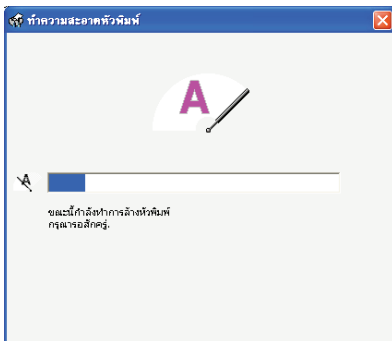 ทำความสะอาดหัวพิมพ์
A
A
ขณะนี้กำลังทำการล้างหัวพิมพ์
กรุณารอสักครู่.